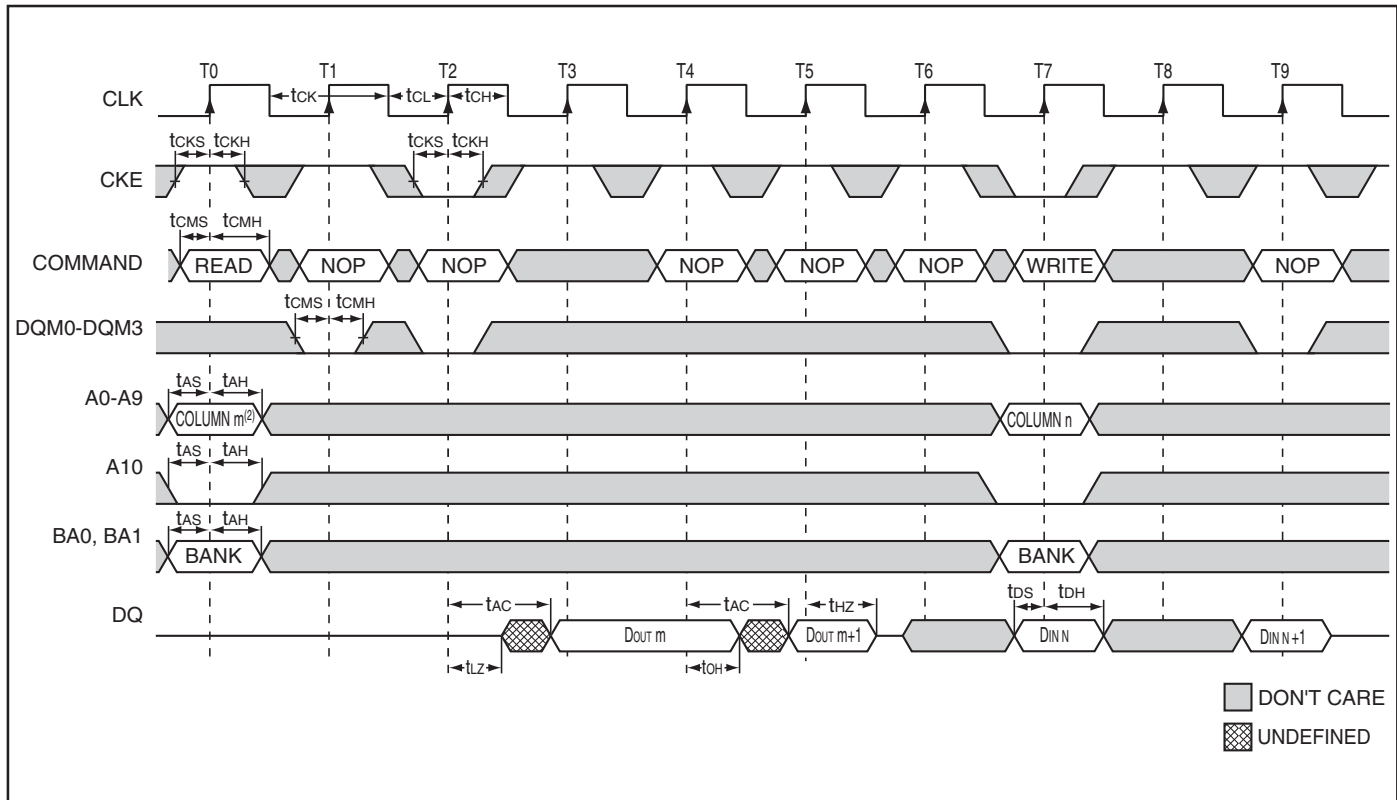 T0 T1 T2 T3 T4 T5 T6 T7 T8 T9
CLK tCK tCL tCH
tCKS tCKH tCKS tCKH
CKE
tCMS tCMH
COMMAND READ NOP NOP NOP NOP NOP WRITE NOP
tCMS tCMH
DQM0-DQM3
tAS tAH
A0-A9 COLUMN m(2) COLUMN n
tAS tAH
A10
tAS tAH
BA0, BA1 BANK BANK
tAC tAC tHZ tDS tDH
DQ DOUT m DOUT m+1 DIN N DIN N+1
tLZ tOH
DON'T CARE
UNDEFINED